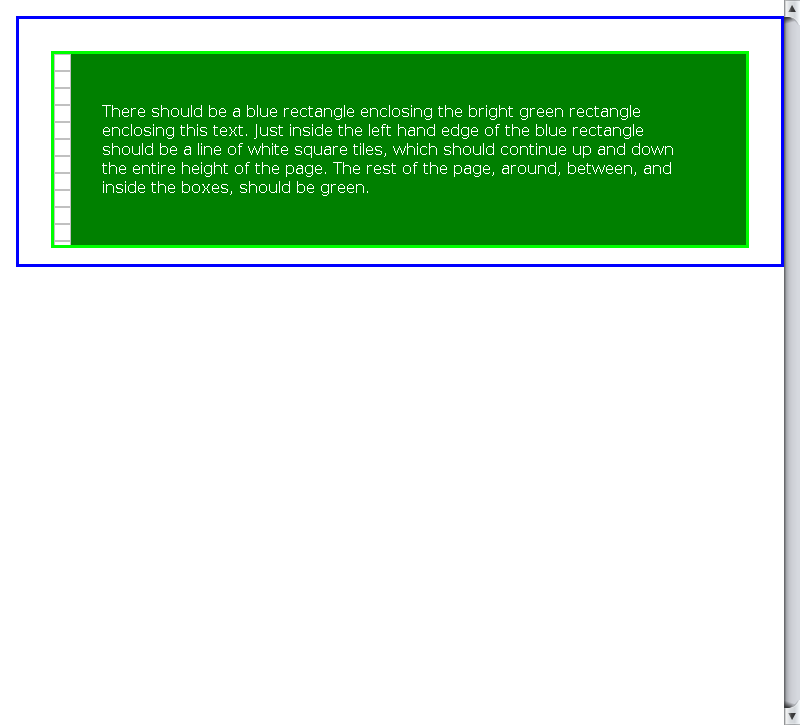 There should be a blue rectangle enclosing the bright green rectangle
enclosing this text. Just inside the left hand edge of the blue rectangle
should be a line of white square tiles, which should continue up and down
the entire height of the page. The rest of the page, around, between, and
inside the boxes, should be green.